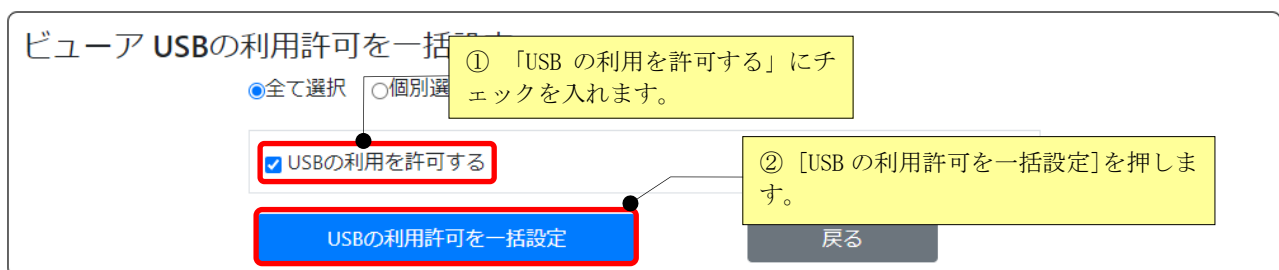 ビューア USBの利用許可を一括
① 「USB の利用を許可する」にチ
ェックを入れます。
全て選択 個別選
USBの利用を許可する
② [USB の利用許可を一括設定]を押しま
す。
USBの利用許可を一括設定
戻る